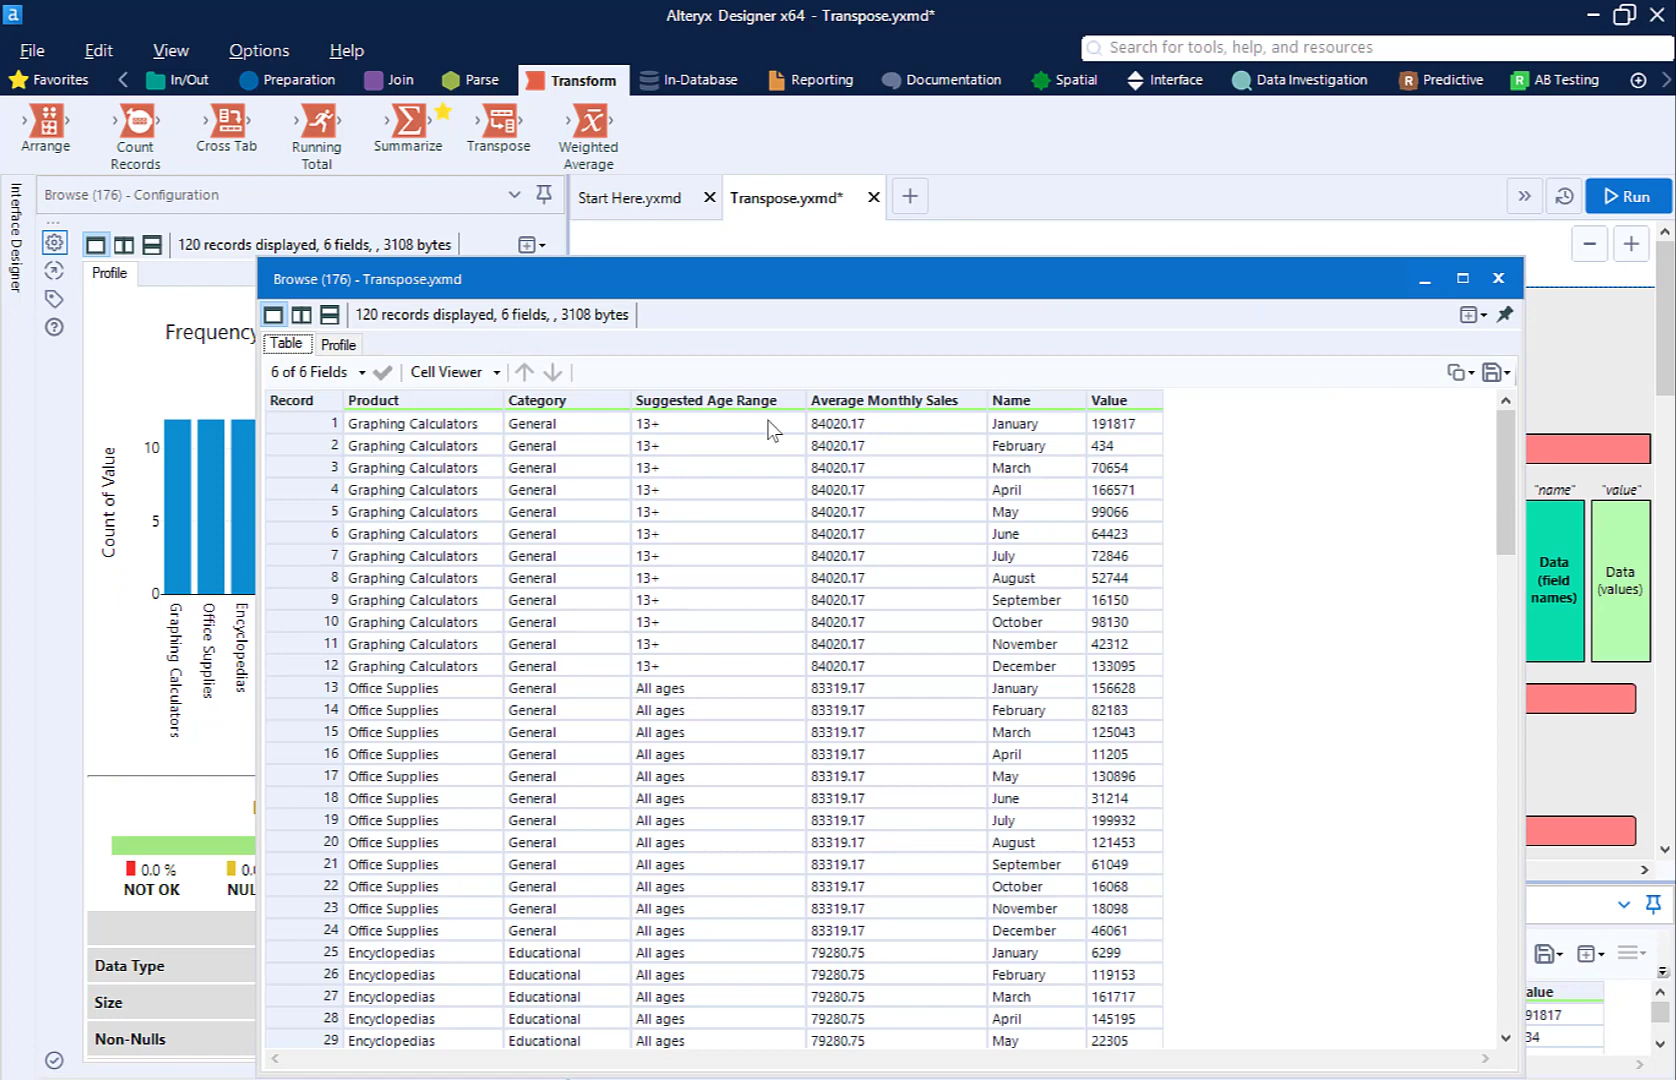 a
Alteryx Designer x64 - Transpose.yxmd*
File Edit View Options Help
Search for tools, help, and resources
Favorites In/Out Preparation Join Parse Transform In-Database Reporting Documentation Spatial Interface Data Investigation R Predictive R AB Testing
Arrange Count Records Cross Tab Running Total Summarize Transpose Weighted Average
Interface Designer
Browse (176) - Configuration
Start Here.yxmd Transpose.yxmd* Run
120 records displayed, 6 fields, , 3108 bytes
Profile
Frequency
Count of Value
10
5
0
Graphing Calculators
Office Supplies
Encyclopedias
0.0 % 0.
NOT OK NUL
Data Type
Size
Non-Nulls
Browse (176) - Transpose.yxmd
120 records displayed, 6 fields, , 3108 bytes
Table Profile
6 of 6 Fields Cell Viewer
Record Product Category Suggested Age Range Average Monthly Sales Name Value
1 Graphing Calculators General 13+ 84020.17 January 191817
2 Graphing Calculators General 13+ 84020.17 February 434
3 Graphing Calculators General 13+ 84020.17 March 70654
4 Graphing Calculators General 13+ 84020.17 April 166571
5 Graphing Calculators General 13+ 84020.17 May 99066
6 Graphing Calculators General 13+ 84020.17 June 64423
7 Graphing Calculators General 13+ 84020.17 July 72846
8 Graphing Calculators General 13+ 84020.17 August 52744
9 Graphing Calculators General 13+ 84020.17 September 16150
10 Graphing Calculators General 13+ 84020.17 October 98130
11 Graphing Calculators General 13+ 84020.17 November 42312
12 Graphing Calculators General 13+ 84020.17 December 133095
13 Office Supplies General All ages 83319.17 January 156628
14 Office Supplies General All ages 83319.17 February 82183
15 Office Supplies General All ages 83319.17 March 125043
16 Office Supplies General All ages 83319.17 April 11205
17 Office Supplies General All ages 83319.17 May 130896
18 Office Supplies General All ages 83319.17 June 31214
19 Office Supplies General All ages 83319.17 July 199932
20 Office Supplies General All ages 83319.17 August 121453
21 Office Supplies General All ages 83319.17 September 61049
22 Office Supplies General All ages 83319.17 October 16068
23 Office Supplies General All ages 83319.17 November 18098
24 Office Supplies General All ages 83319.17 December 46061
25 Encyclopedias Educational All ages 79280.75 January 6299
26 Encyclopedias Educational All ages 79280.75 February 119153
27 Encyclopedias Educational All ages 79280.75 March 161717
28 Encyclopedias Educational All ages 79280.75 April 145195
29 Encyclopedias Educational All ages 79280.75 May 22305
"name" "value"
Data (field names)
Data (values)
alue
91817
34